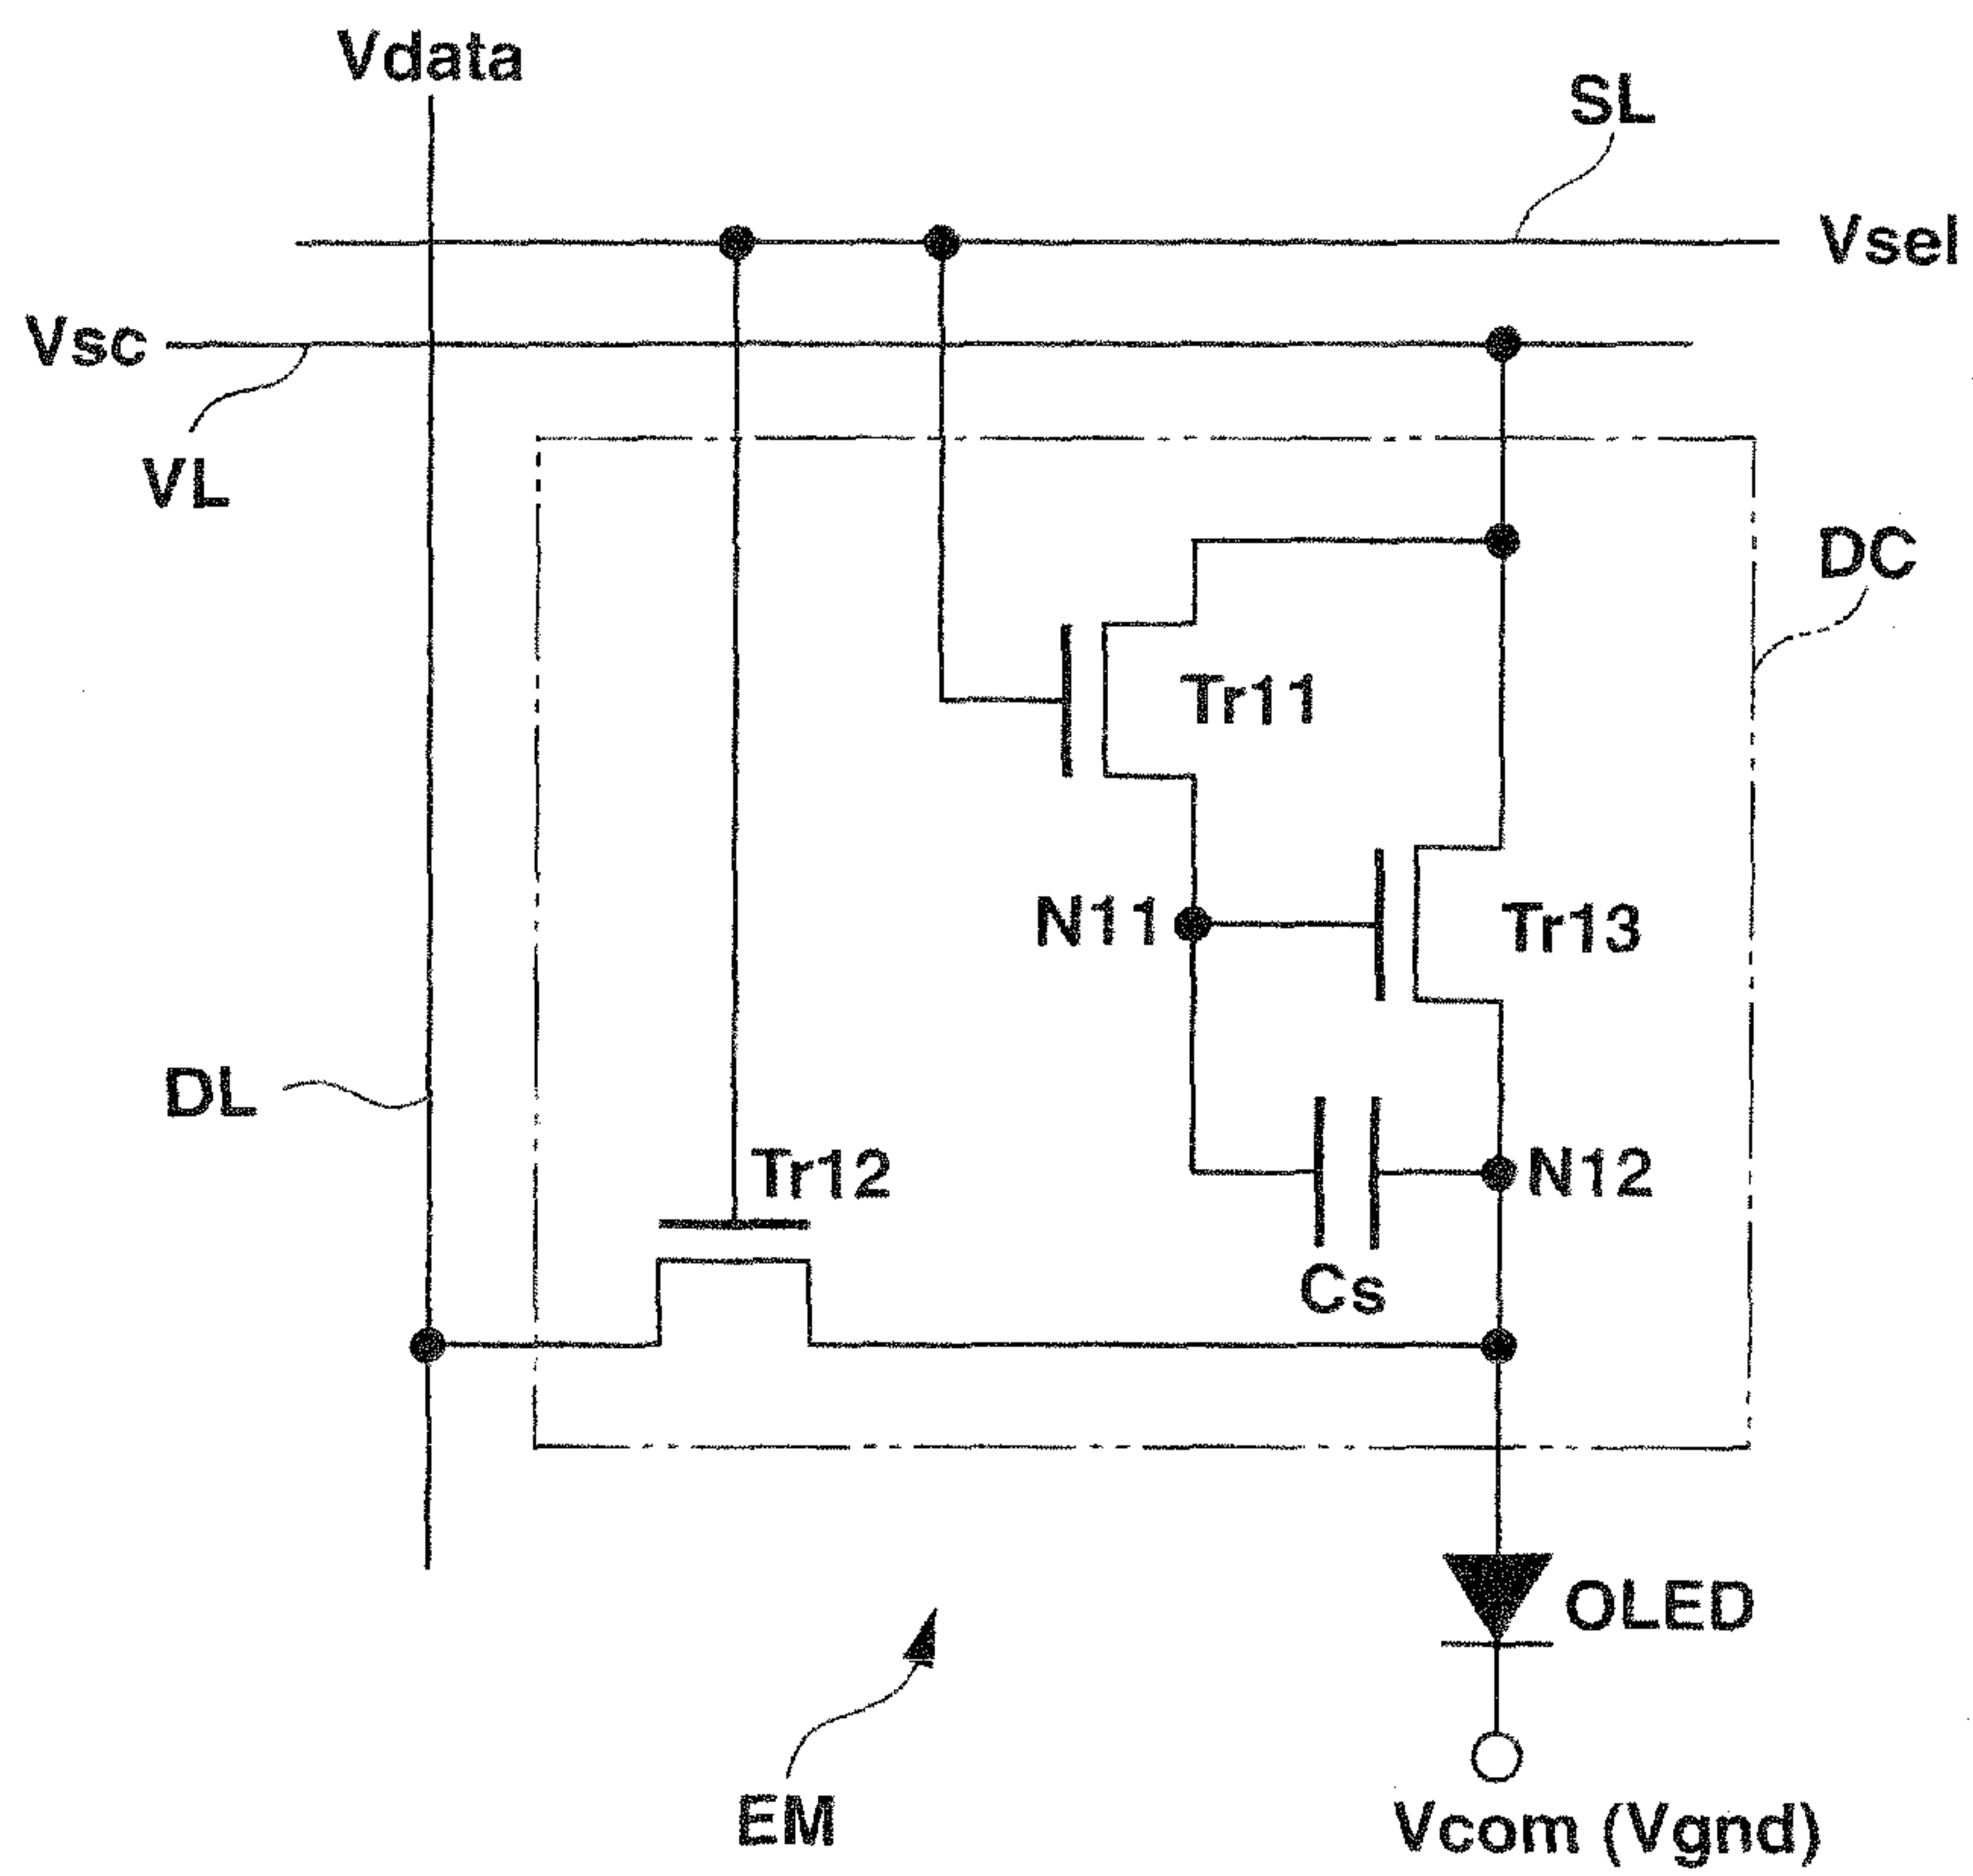 Vdata
SL
Vsel
Vsc
VL
DC
Tr11
N11
Tr13
DL
Tr12
N12
Cs
OLED
EM
Vcom (Vgnd)